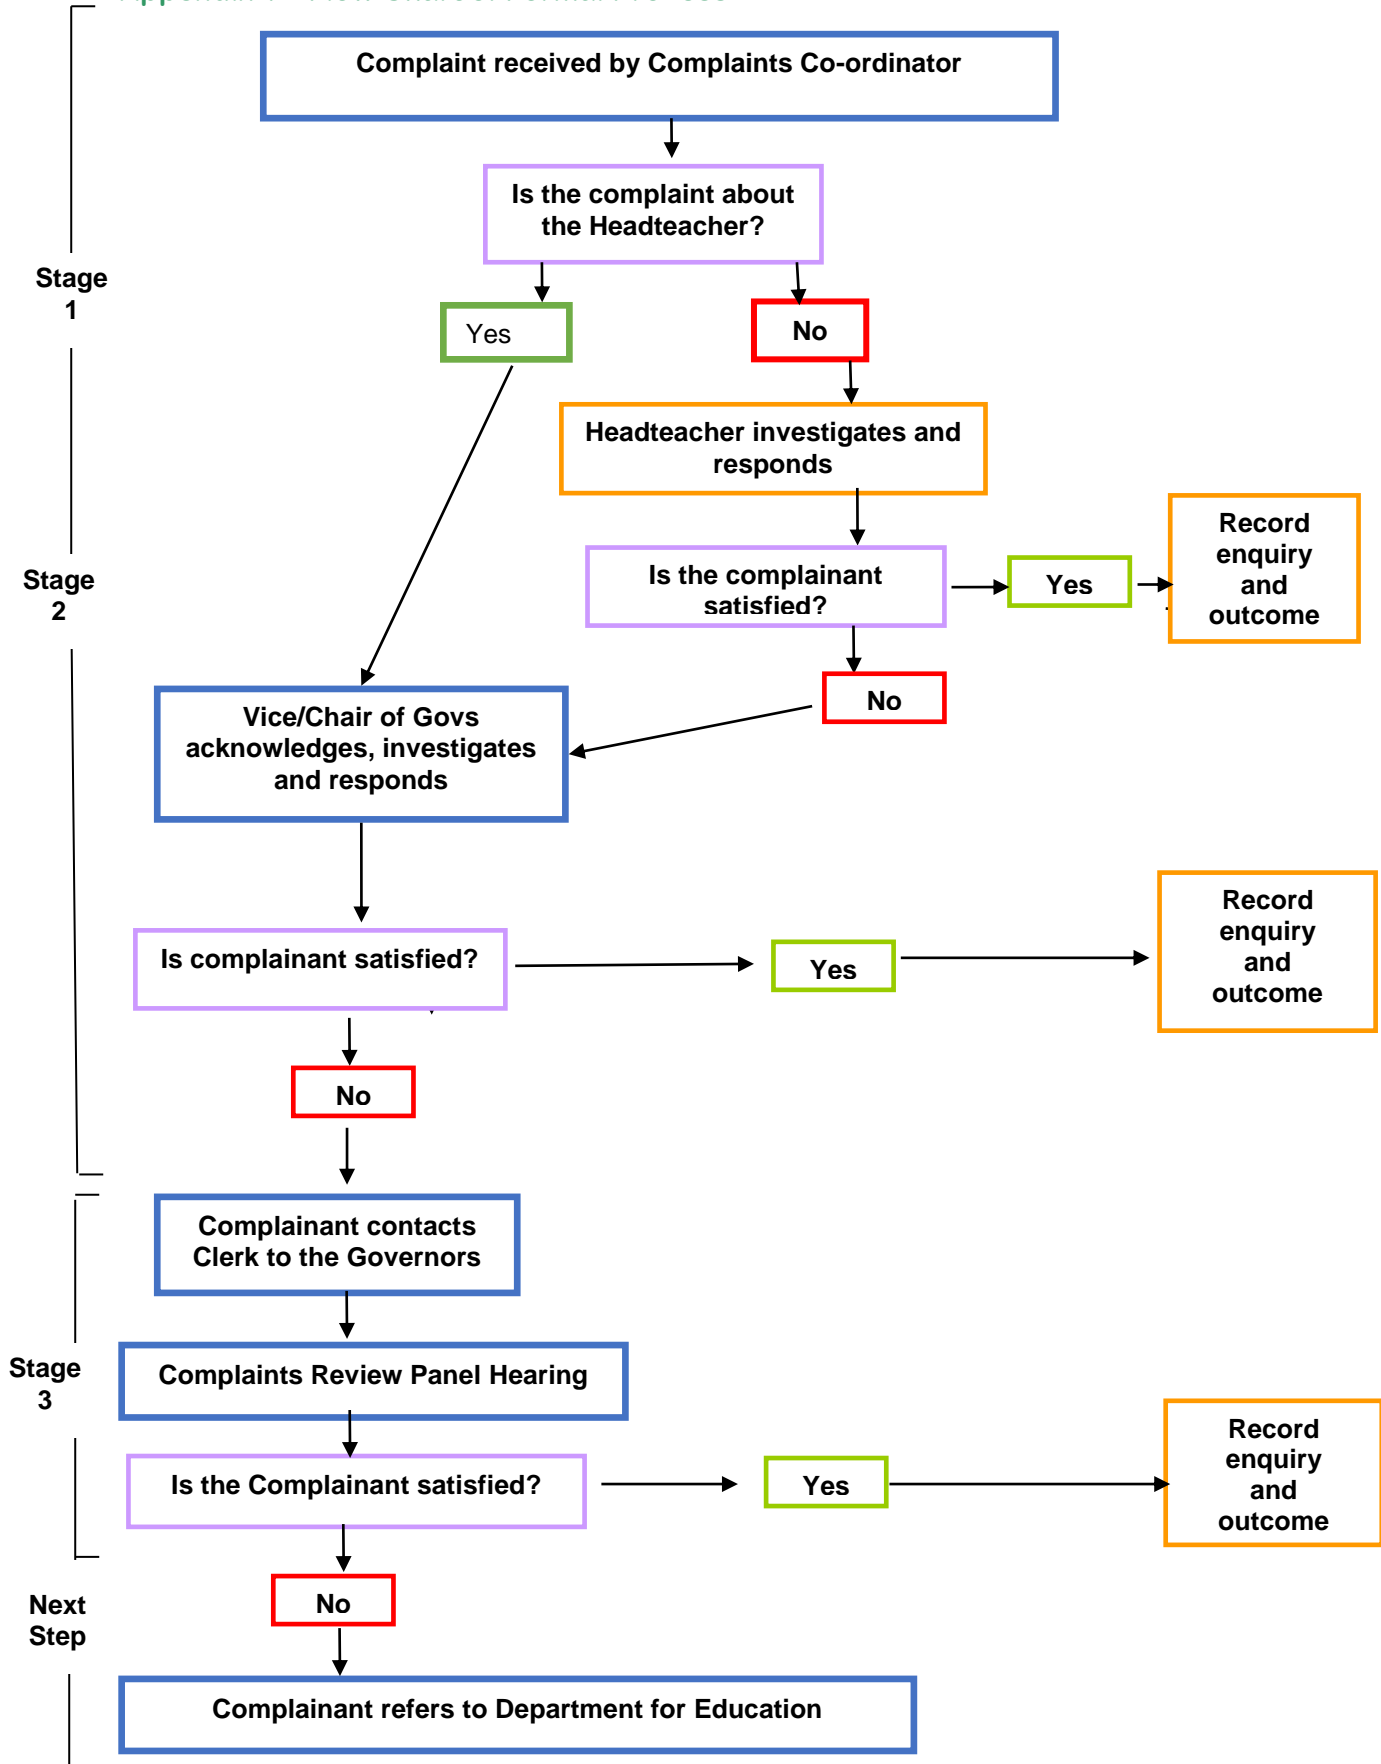 Complaint received by Complaints Co-ordinator
Is the complaint about
the Headteacher?
Stage
1
Yes
No
Headteacher investigates and
responds
Stage
2
Is the complainant
satisfied?
Yes
Record
enquiry
and
outcome
No
Vice/Chair of Govs
acknowledges, investigates
and responds
Is complainant satisfied?
Yes
Record
enquiry
and
outcome
No
Complainant contacts
Clerk to the Governors
Stage
3
Complaints Review Panel Hearing
Is the Complainant satisfied?
Yes
Record
enquiry
and
outcome
Next
Step
No
Complainant refers to Department for Education